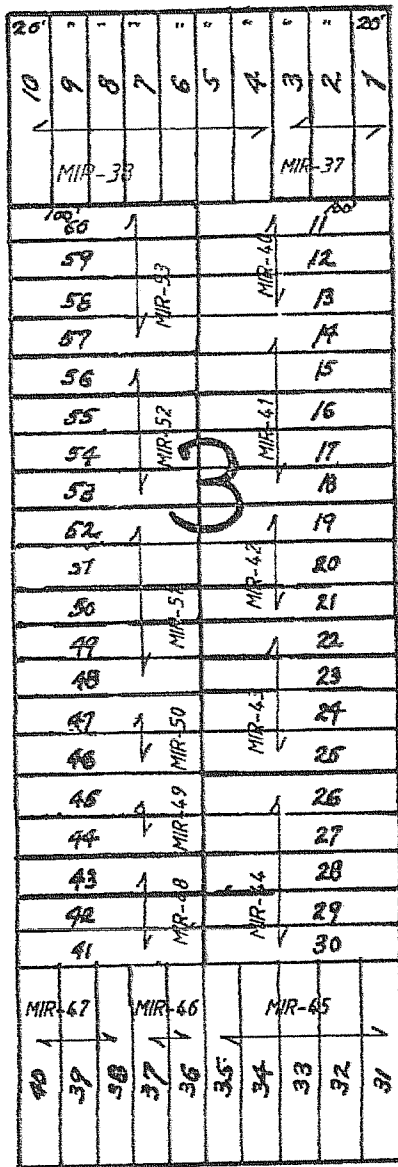 20' " " " " " " " " 20'
10 9 8 7 6 5 4 3 2 1
MIR-38 MIR-37
100' 100'
60 11
59 MIR-53 MIR-40 12
58 13
57 14
56 15
55 MIR-52 MIR-41 16
54 17
53 18
3
52 19
51 MIR-42 20
50 MIR-51 21
49 22
48 23
47 MIR-50 MIR-43 24
46 25
45 MIR-49 26
44 27
43 28
42 MIR-48 MIR-44 29
41 30
MIR-47 MIR-46 MIR-45
40 39 38 37 36 35 34 33 32 31